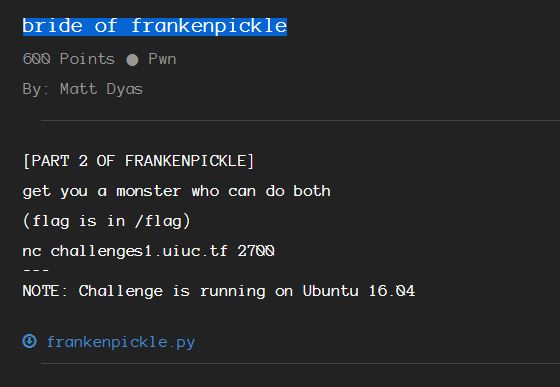 bride of frankenpickle
600 Points ● Pwn
By: Matt Dyas
[PART 2 OF FRANKENPICKLE]
get you a monster who can do both
(flag is in /flag)
nc challenges1.uiuc.tf 2700
---
NOTE: Challenge is running on Ubuntu 16.04
frankenpickle.py